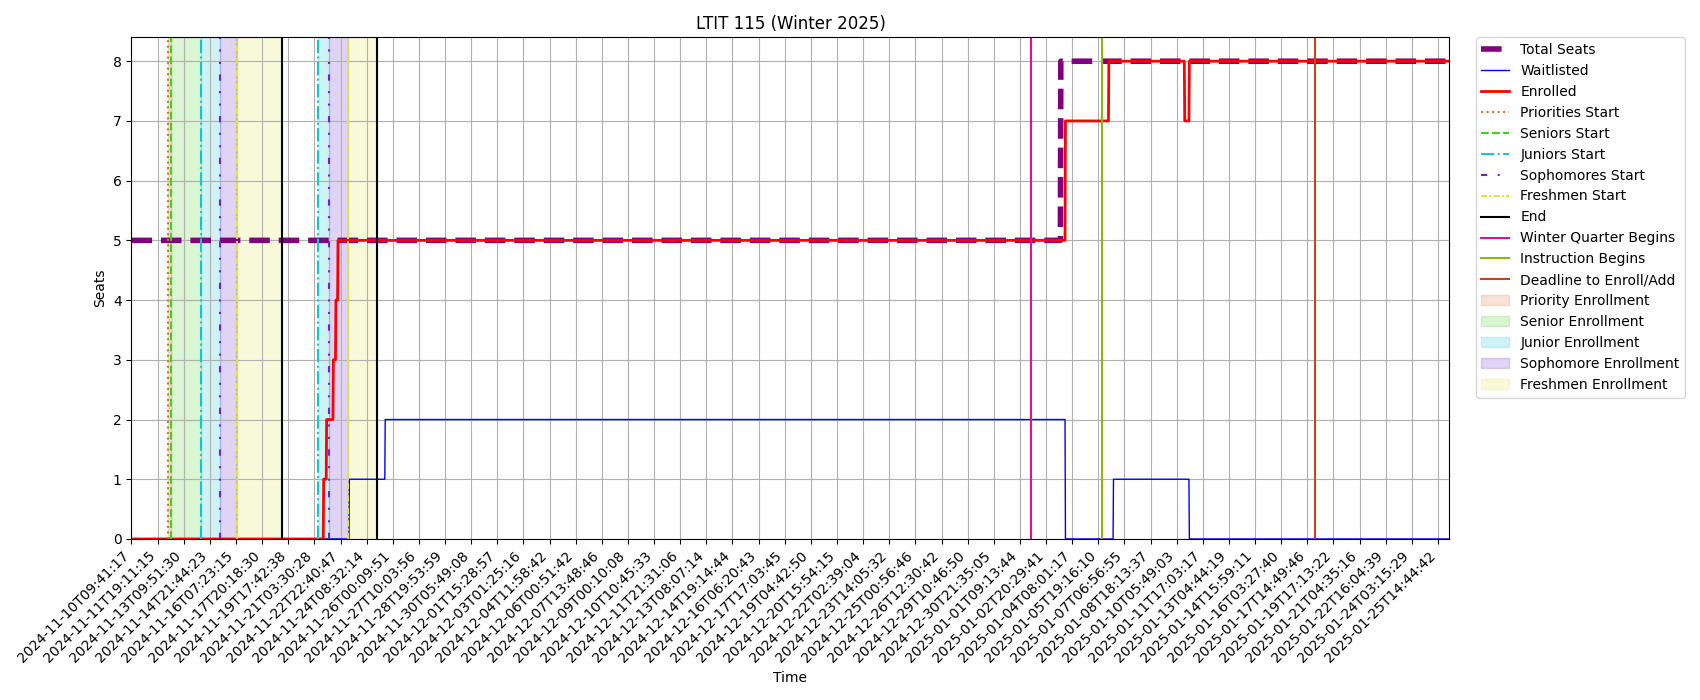 LTIT 115 (Winter 2025)
Seats
8
7
6
5
4
3
2
1
0
2024-11-10T09:41:17
2024-11-11T19:11:15
2024-11-13T09:51:30
2024-11-14T21:44:23
2024-11-16T07:23:15
2024-11-17T20:18:30
2024-11-19T17:42:38
2024-11-21T03:30:28
2024-11-22T22:40:47
2024-11-24T08:32:14
2024-11-26T00:09:51
2024-11-27T10:03:56
2024-11-28T19:53:59
2024-11-30T05:49:08
2024-12-01T15:28:57
2024-12-03T01:25:16
2024-12-04T11:58:42
2024-12-06T00:51:42
2024-12-07T13:48:46
2024-12-09T00:10:08
2024-12-10T10:45:33
2024-12-11T21:31:06
2024-12-13T08:07:14
2024-12-14T19:14:44
2024-12-16T06:20:43
2024-12-17T17:03:45
2024-12-19T04:42:50
2024-12-20T15:54:15
2024-12-22T02:39:04
2024-12-23T14:05:32
2024-12-25T00:56:46
2024-12-26T12:30:42
2024-12-29T10:46:50
2024-12-30T21:35:05
2025-01-01T09:13:44
2025-01-02T20:29:41
2025-01-04T08:01:17
2025-01-05T19:16:10
2025-01-07T06:56:55
2025-01-08T18:13:37
2025-01-10T05:49:03
2025-01-11T17:03:17
2025-01-13T04:44:19
2025-01-14T15:59:11
2025-01-16T03:27:40
2025-01-17T14:49:46
2025-01-19T17:13:22
2025-01-21T04:35:16
2025-01-22T16:04:39
2025-01-24T03:15:29
2025-01-25T14:44:42
Time
Total Seats
Waitlisted
Enrolled
Priorities Start
Seniors Start
Juniors Start
Sophomores Start
Freshmen Start
End
Winter Quarter Begins
Instruction Begins
Deadline to Enroll/Add
Priority Enrollment
Senior Enrollment
Junior Enrollment
Sophomore Enrollment
Freshmen Enrollment